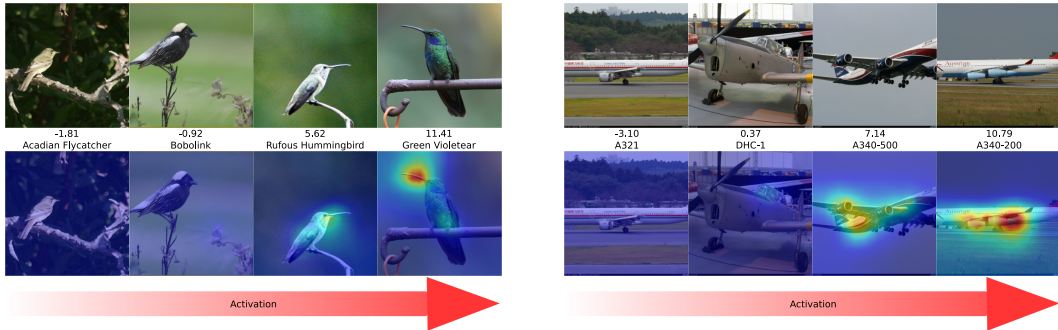 -1.81 -0.92 5.62 11.41
Acadian Flycatcher Bobolink Rufous Hummingbird Green Violetear
Activation
-3.10 0.37 7.14 10.79
A321 DHC-1 A340-500 A340-200
Activation